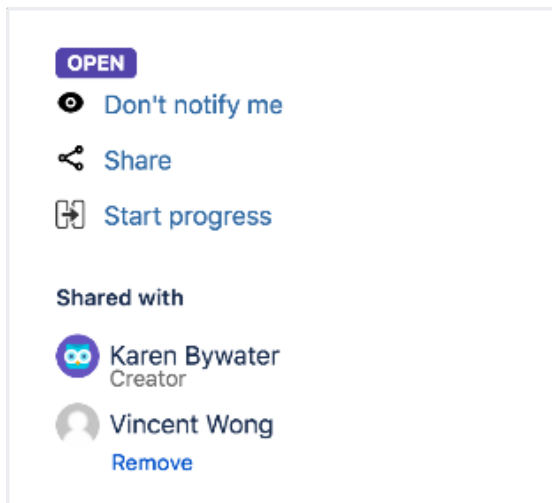 OPEN
Don't notify me
Share
Start progress
Shared with
Karen Bywater
Creator
Vincent Wong
Remove